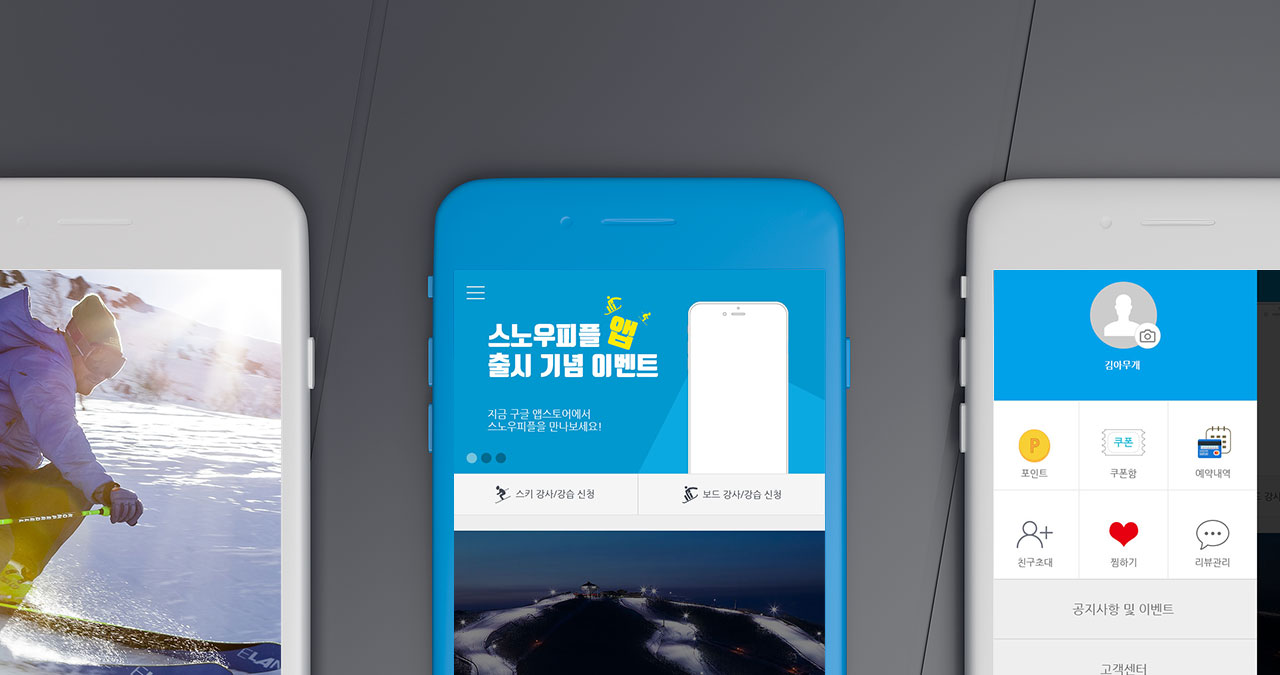 ELAN
스노우피플 앱
출시 기념 이벤트
지금 구글 앱스토어에서
스노우피플을 만나보세요!
스키 강사/강습 신청
보드 강사/강습 신청
김아무개
P
쿠폰
포인트
쿠폰함
예약내역
친구초대
찜하기
리뷰관리
공지사항 및 이벤트
고객센터